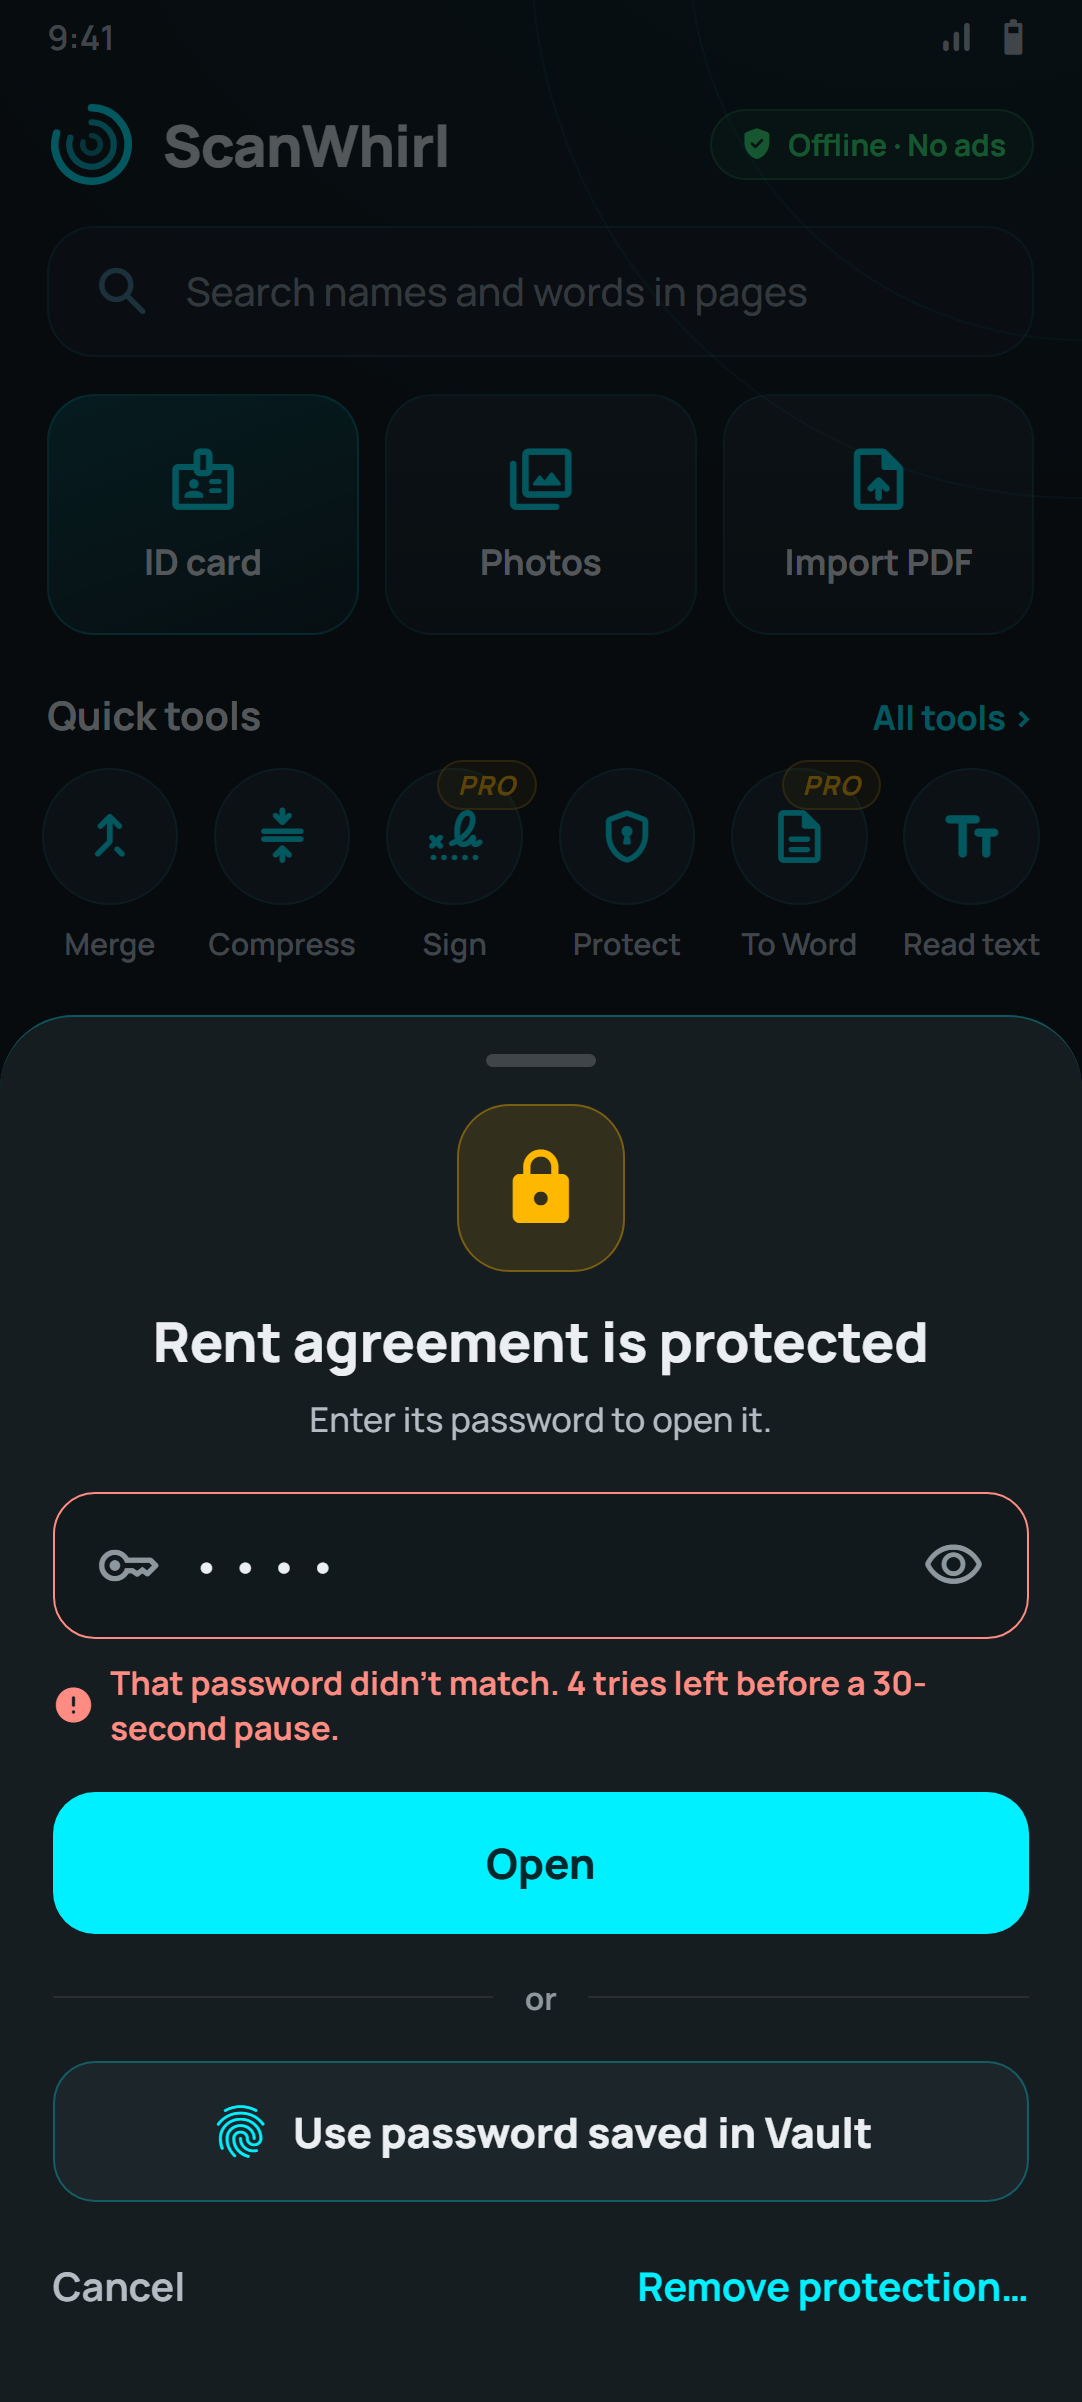 9:41
ScanWhirl
Offline · No ads
Search names and words in pages
ID card
Photos
Import PDF
Quick tools
All tools ›
PRO
PRO
Merge
Compress
Sign
Protect
To Word
Read text
Rent agreement is protected
Enter its password to open it.
That password didn’t match. 4 tries left before a 30-
second pause.
Open
or
Use password saved in Vault
Cancel
Remove protection…